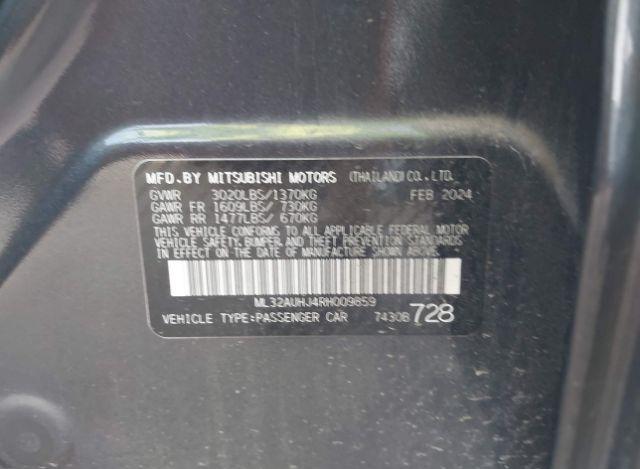 MFD.BY MITSUBISHI MOTORS (THAILAND)CO.,LTD.
GVWR 3020LBS/1370KG FEB 2024
GAWR FR 1609LBS/ 730KG
GAWR RR 1477LBS/ 670KG
THIS VEHICLE CONFORMS TO ALL APPLICABLE FEDERAL MOTOR
VEHICLE SAFETY,BUMPER,AND THEFT PREVENTION STANDARDS
IN EFFECT ON THE DATE OF MANUFACTURE SHOWN ABOVE.
ML32AUHJ4RH009859
VEHICLE TYPE:PASSENGER CAR 7430B 728